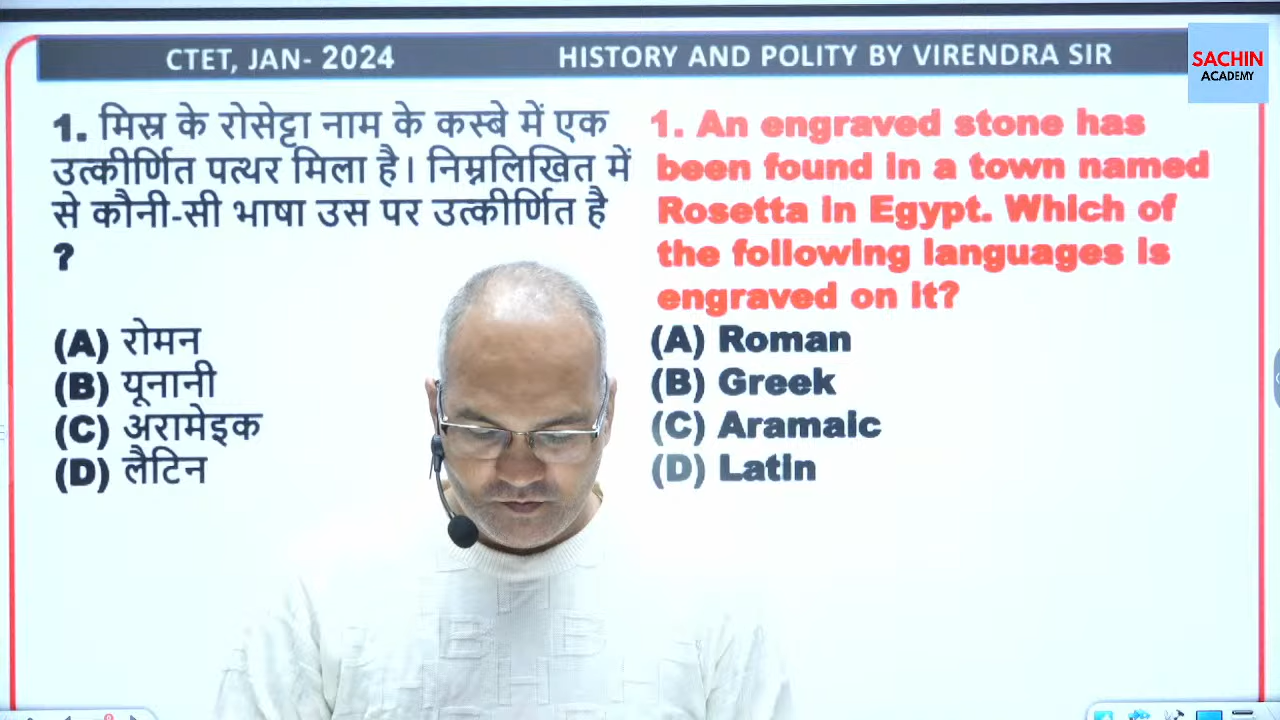 CTET, JAN- 2024
HISTORY AND POLITY BY VIRENDRA SIR
SACHIN
ACADEMY
1. मिस्र के रोसेट्टा नाम के कस्बे में एक
उत्कीर्णित पत्थर मिला है। निम्नलिखित में
से कौनी-सी भाषा उस पर उत्कीर्णित है
?
(A) रोमन
(B) यूनानी
(C) अरामेइक
(D) लैटिन
1. An engraved stone has
been found in a town named
Rosetta in Egypt. Which of
the following languages is
engraved on it?
(A) Roman
(B) Greek
(C) Aramaic
(D) Latin